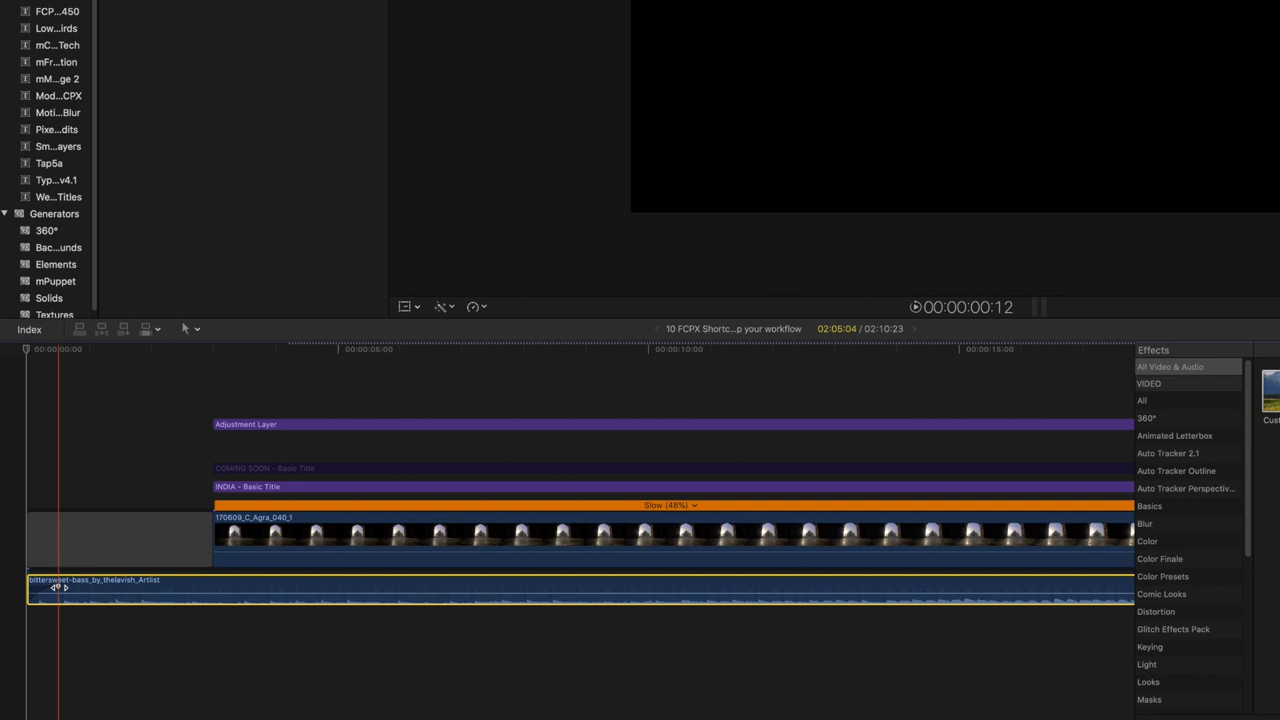 FCP...450
Low...irds
mC...Tech
mFr...tion
mM...ge 2
Mod...CPX
Moti...Blur
Pixe...dits
Sm...ayers
Tap5a
Typ...v4.1
We...Titles
Generators
360°
Bac...unds
Elements
mPuppet
Solids
Textures
00:00:00:12
Index
10 FCPX Shortc...p your workflow
02:05:04 / 02:10:23
00:00:00:00
00:00:05:00
00:00:10:00
00:00:15:00
Adjustment Layer
COMING SOON - Basic Title
INDIA - Basic Title
Slow (48%)
170609_C_Agra_040_1
bittersweet-bass_by_thelavish_Artlist
Effects
All Video & Audio
VIDEO
All
360°
Animated Letterbox
Auto Tracker 2.1
Auto Tracker Outline
Auto Tracker Perspectiv...
Basics
Blur
Color
Color Finale
Color Presets
Comic Looks
Distortion
Glitch Effects Pack
Keying
Light
Looks
Masks
Cust